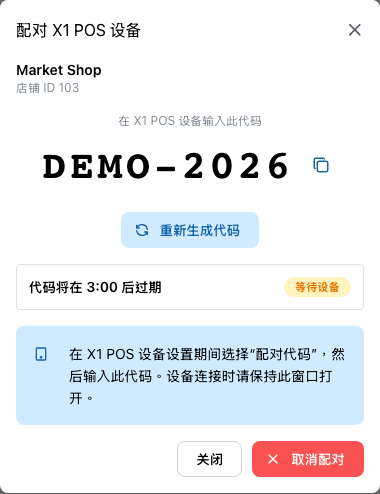 配对 X1 POS 设备
Market Shop
店铺 ID 103
在 X1 POS 设备输入此代码
DEMO-2026
重新生成代码
代码将在 3:00 后过期
等待设备
在 X1 POS 设备设置期间选择“配对代码”，然
后输入此代码。设备连接时请保持此窗口打
开。
关闭
取消配对